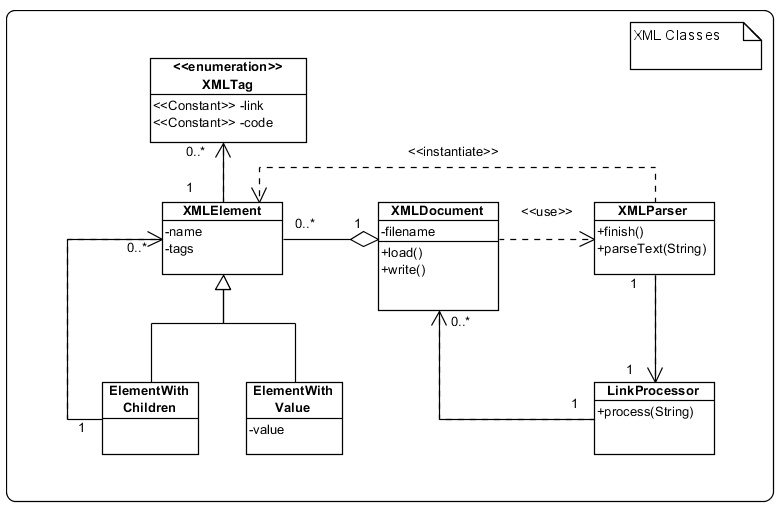 XML Classes
<<enumeration>>
XMLTag
<<Constant>> -link
<<Constant>> -code
0..*
<<instantiate>>
1
XMLElement
-name
-tags
0..*
0..*
1
XMLDocument
-filename
+load()
+write()
<<use>>
XMLParser
+finish()
+parseText(String)
1
0..*
1
ElementWith
Children
1
ElementWith
Value
-value
1
LinkProcessor
+process(String)